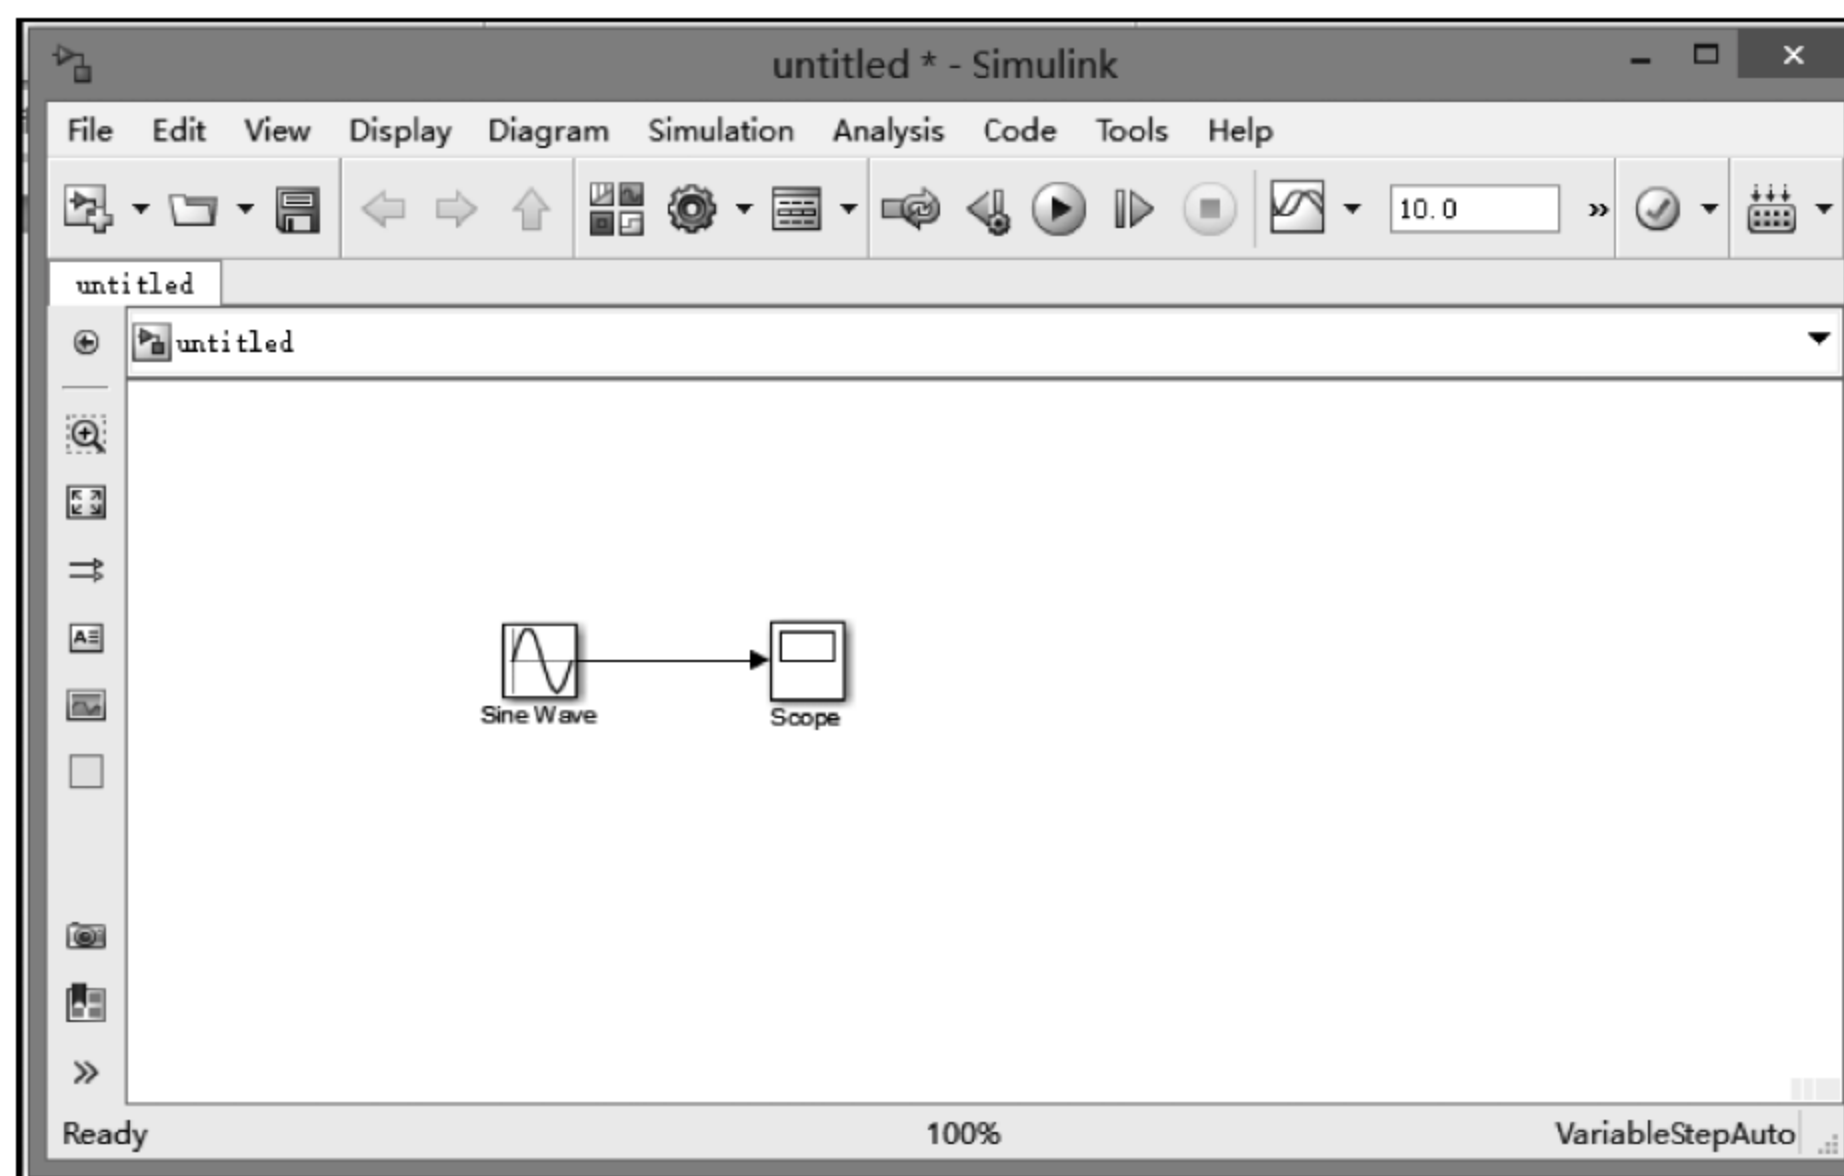 untitled * - Simulink
File Edit View Display Diagram Simulation Analysis Code Tools Help
10.0 »
untitled
untitled
Sine Wave
Scope
»
Ready 100% VariableStepAuto